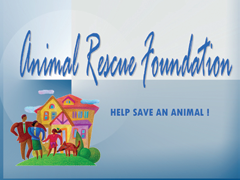 Animal Rescue Foundation
HELP SAVE AN ANIMAL !